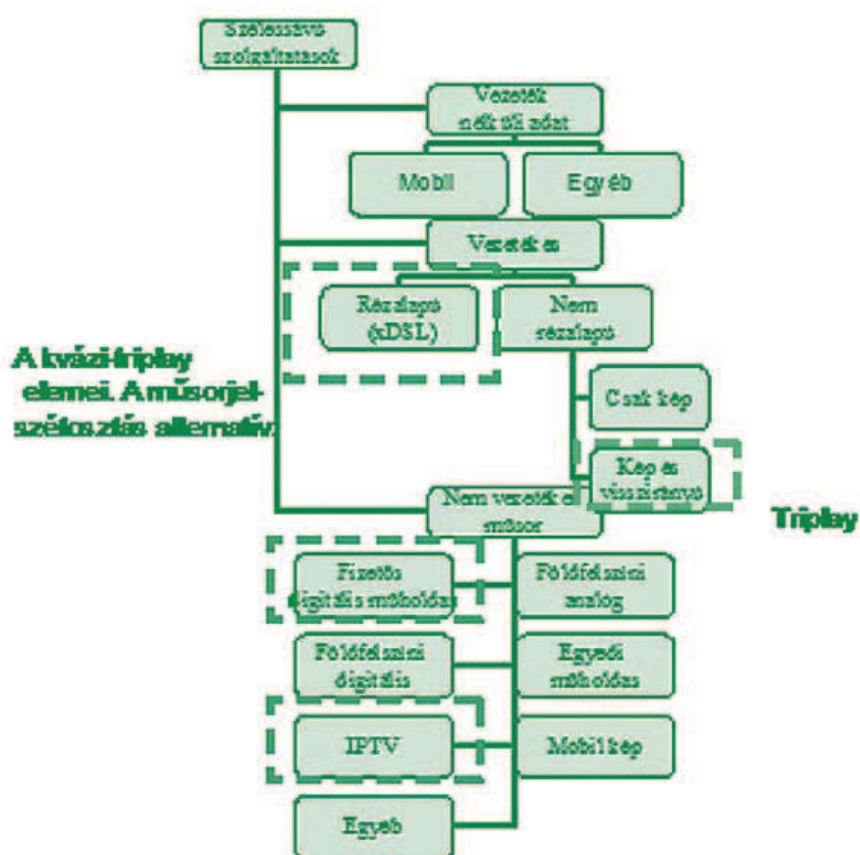 Szélessávú
szolgáltatások
Vezeték
nélküli adat
Mobil
Egyéb
Vezetékes
Rézalapú
(xDSL)
Nem
rézalapú
A kvázi-triplay
elemei. A műsorjel-
szétosztás alternatív.
Csak kép
Kép és
visszirányú
Nem vezetékes
műsor
Triplay
Fizetős
digitális műholdas
Földfelszíni
analóg
Földfelszíni
digitális
Egyedi
műholdas
IPTV
Mobil kép
Egyéb